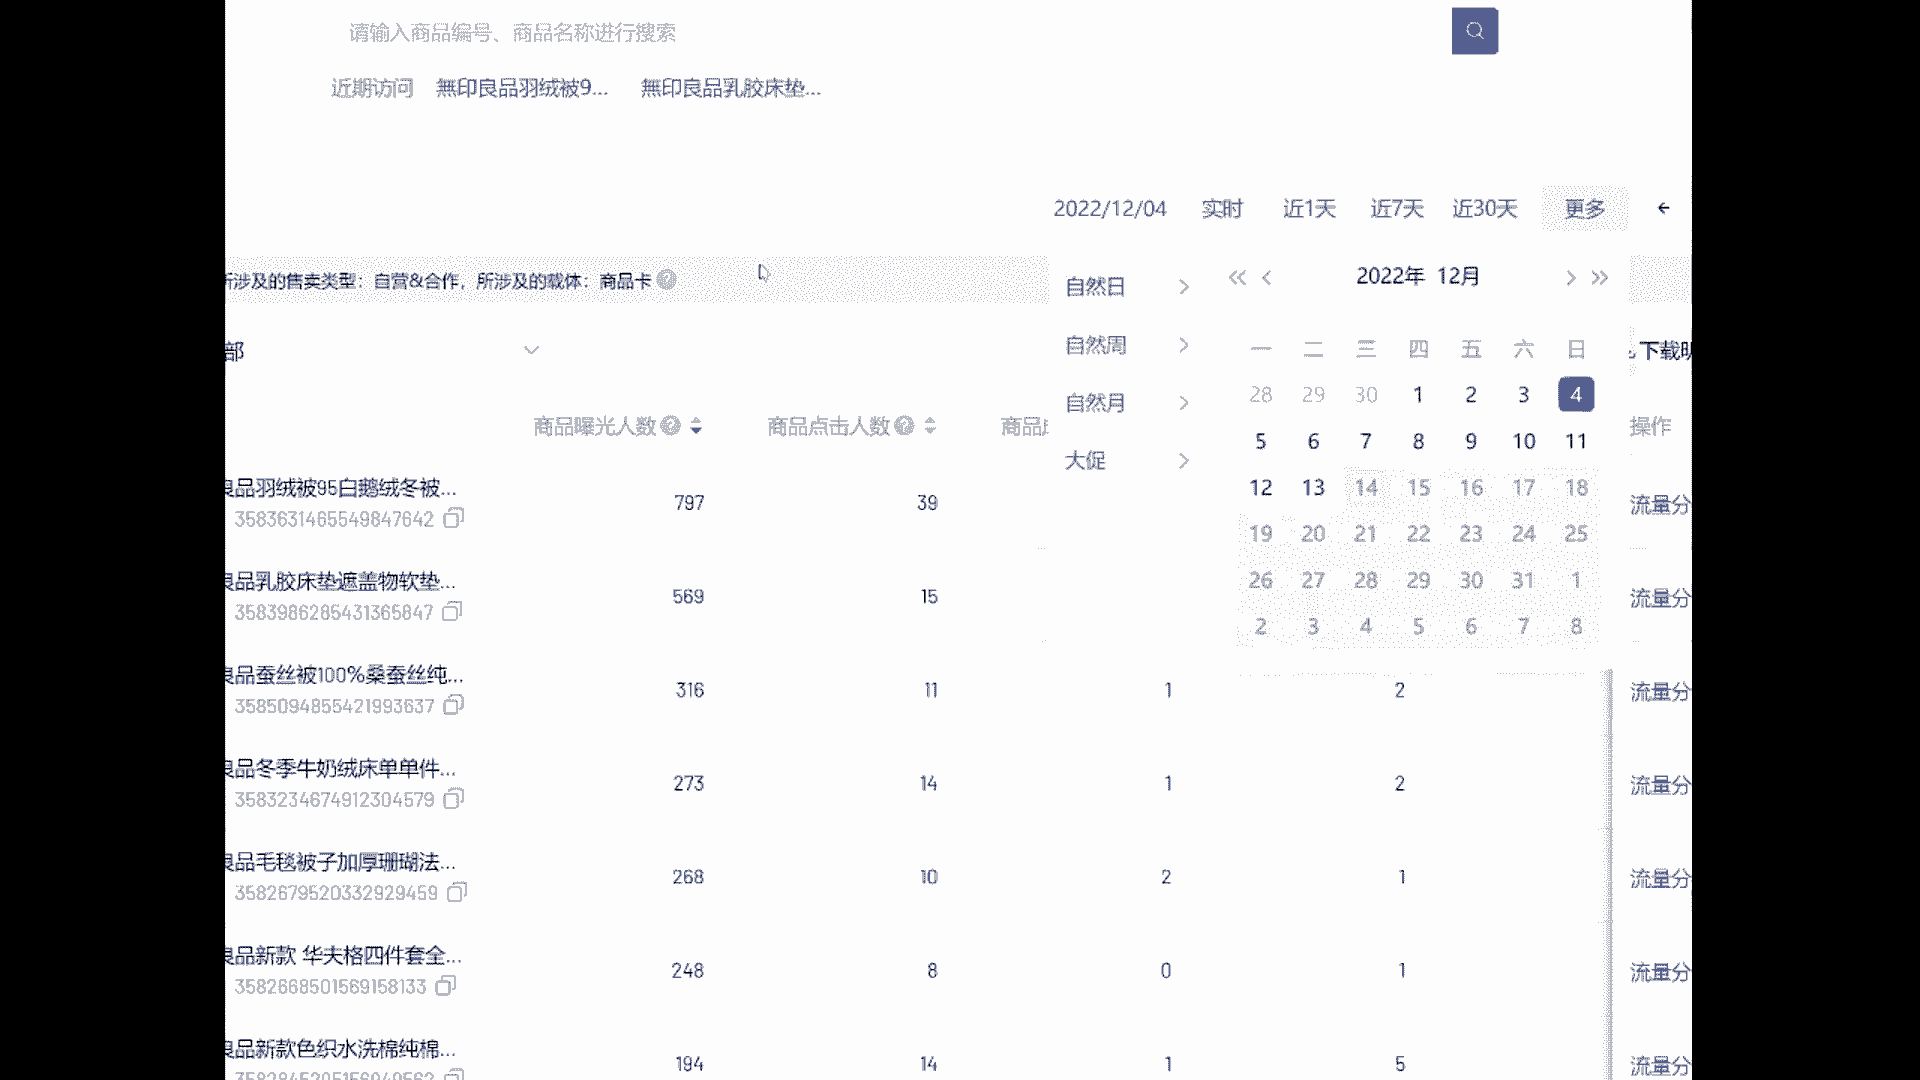 请输入商品编号、商品名称进行搜索
近期访问 無印良品羽绒被9... 無印良品乳胶床垫...
2022/12/04 实时 近1天 近7天 近30天 更多
所涉及的售卖类型：自营&合作，所涉及的载体：商品卡
自然日
自然周
自然月
大促
2022年 12月
一 二 三 四 五 六 日
28 29 30 1 2 3 4
5 6 7 8 9 10 11
12 13 14 15 16 17 18
19 20 21 22 23 24 25
26 27 28 29 30 31 1
2 3 4 5 6 7 8
部 下载明
商品曝光人数 商品点击人数 商品 操作
良品羽绒被95白鹅绒冬被... 797 39 流量分
3583631465549847642
良品乳胶床垫遮盖物软垫... 569 15 流量分
3583986285431365847
良品蚕丝被100%桑蚕丝纯... 316 11 1 2 流量分
3585094855421993637
良品冬季牛奶绒床单单件... 273 14 1 2 流量分
3583234674912304579
良品毛毯被子加厚珊瑚法... 268 10 2 1 流量分
3582679520332929459
良品新款 华夫格四件套全... 248 8 0 1 流量分
3582668501569158133
良品新款色织水洗棉纯棉... 194 14 1 5 流量分